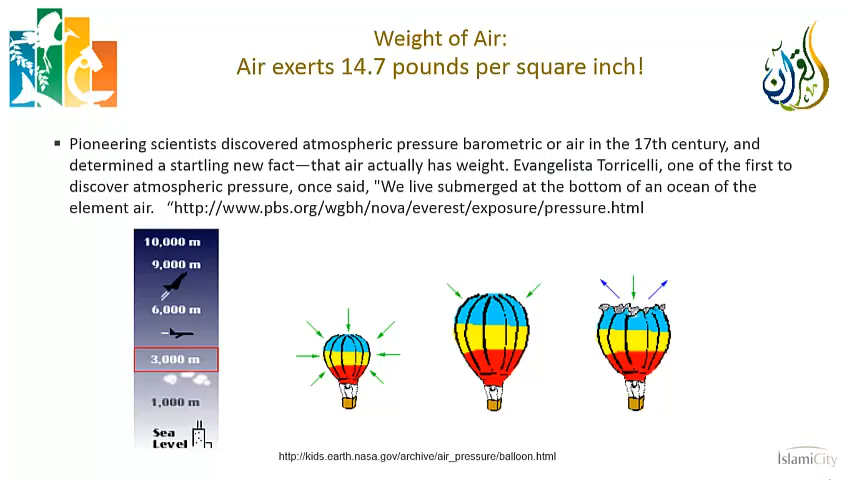 Weight of Air:
Air exerts 14.7 pounds per square inch!
▪ Pioneering scientists discovered atmospheric pressure barometric or air in the 17th century, and
determined a startling new fact—that air actually has weight. Evangelista Torricelli, one of the first to
discover atmospheric pressure, once said, "We live submerged at the bottom of an ocean of the
element air.   “http://www.pbs.org/wgbh/nova/everest/exposure/pressure.html
10,000 m
9,000 m
6,000 m
3,000 m
1,000 m
Sea
Level
http://kids.earth.nasa.gov/archive/air_pressure/balloon.html
IslamiCity
القرآن